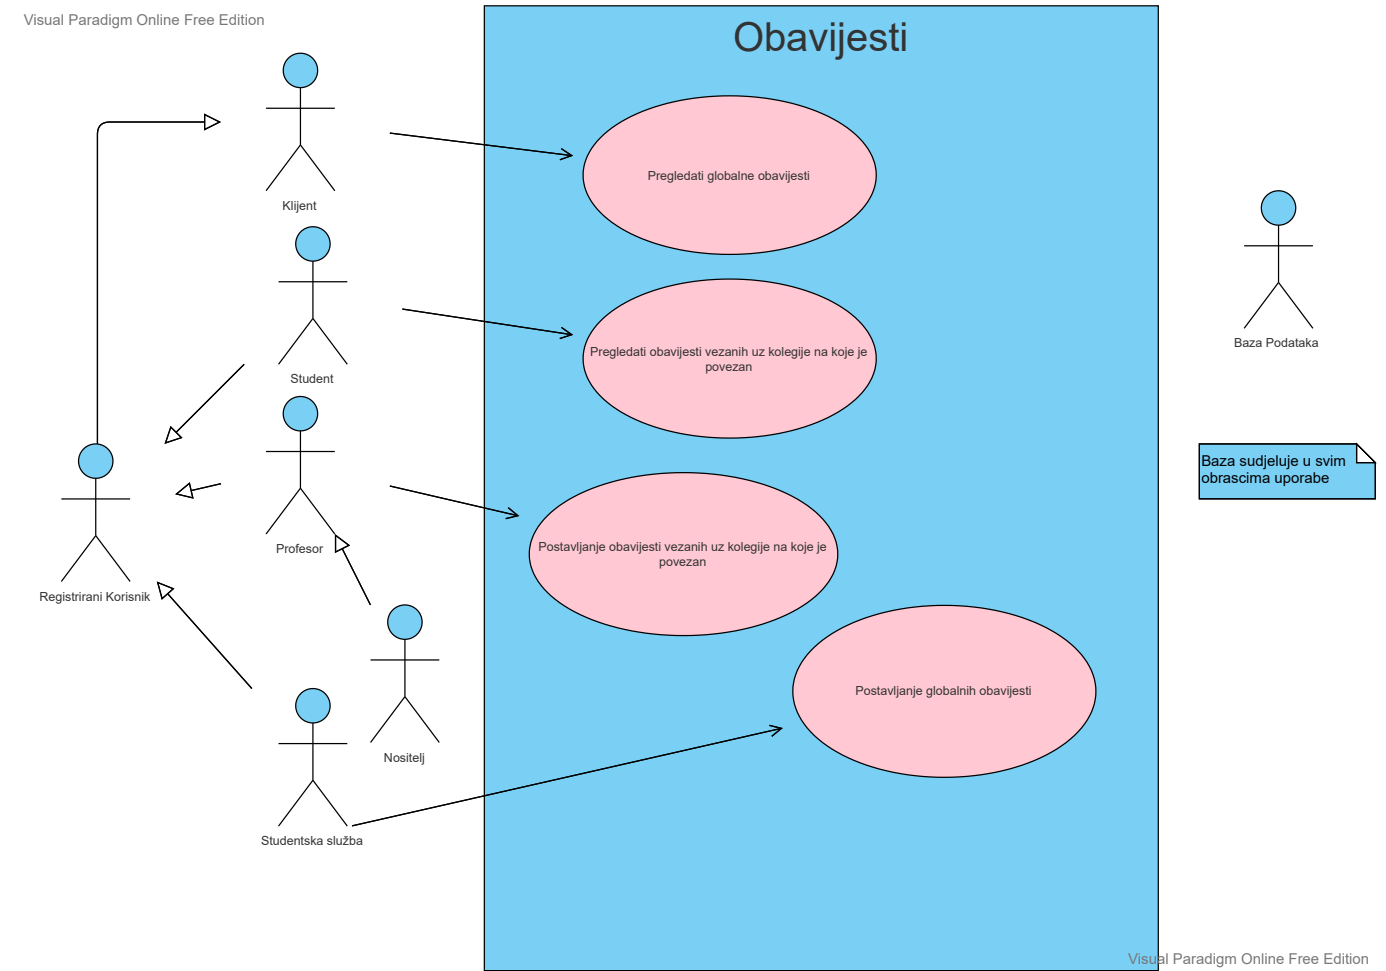 Visual Paradigm Online Free Edition
Obavijesti
Klijent
Pregledati globalne obavijesti
Student
Pregledati obavijesti vezanih uz kolegije na koje je
povezan
Baza Podataka
Baza sudjeluje u svim
obrascima uporabe
Profesor
Postavljanje obavijesti vezanih uz kolegije na koje je
povezan
Registrirani Korisnik
Postavljanje globalnih obavijesti
Nositelj
Studentska služba
Visual Paradigm Online Free Edition